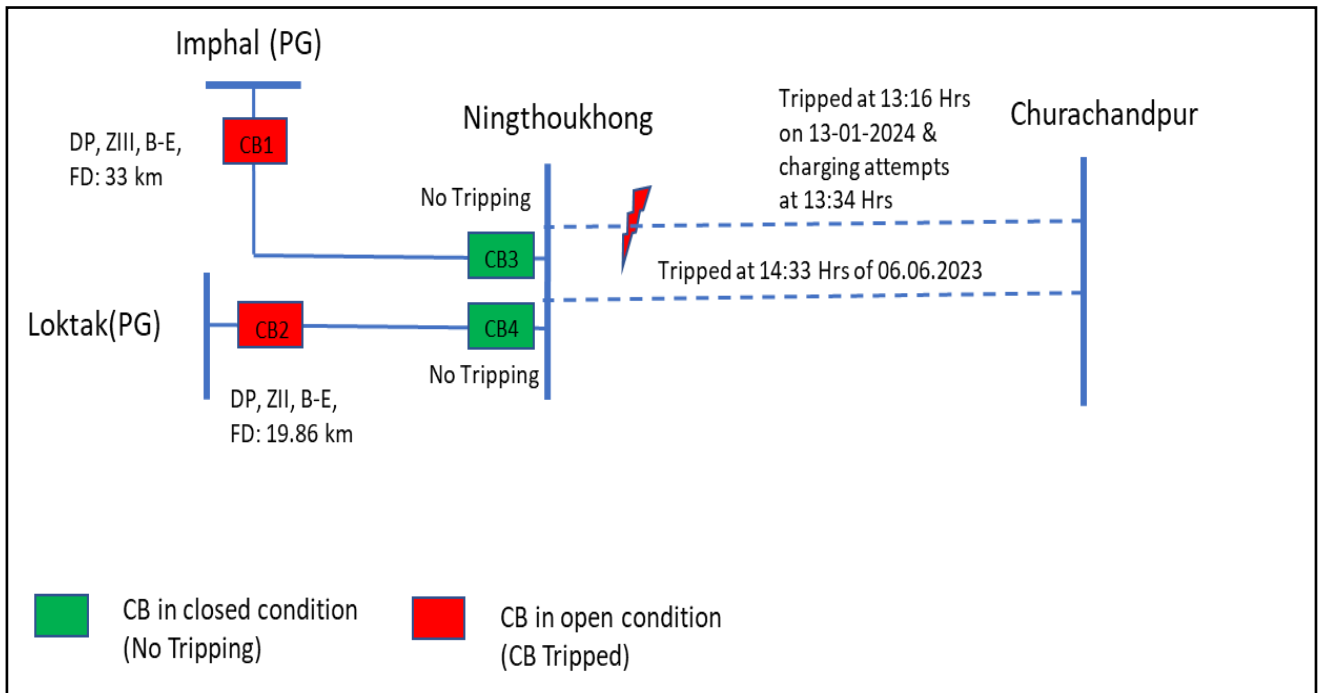 Imphal (PG)
CB1
DP, ZIII, B-E,
FD: 33 km
Ningthoukhong
No Tripping
CB3
Tripped at 13:16 Hrs
on 13-01-2024 &
charging attempts
at 13:34 Hrs
Churachandpur
Tripped at 14:33 Hrs of 06.06.2023
Loktak(PG)
CB2
CB4
No Tripping
DP, ZII, B-E,
FD: 19.86 km
CB in closed condition
(No Tripping)
CB in open condition
(CB Tripped)